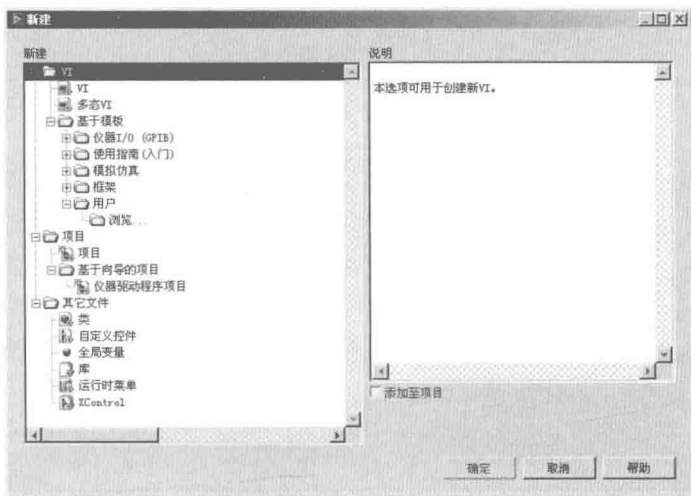 新建
新建
VI
VI
多态VI
基于模板
仪器I/O (GPIB)
使用指南(入门)
模拟仿真
框架
用户
浏览...
项目
项目
基于向导的项目
仪器驱动程序项目
其它文件
类
自定义控件
全局变量
库
运行时菜单
XControl
说明
本选项可用于创建新VI。
添加至项目
确定
取消
帮助